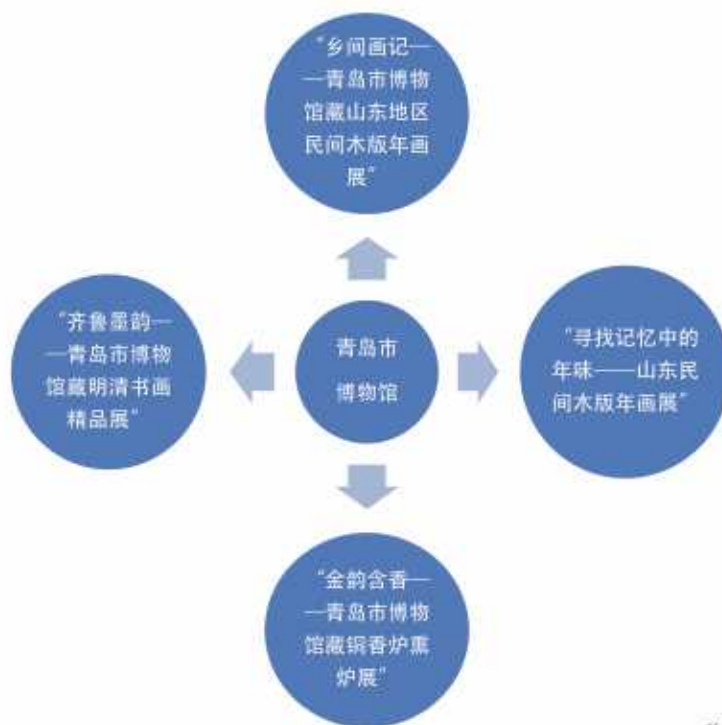 “乡间画记—
—青岛市博物
馆藏山东地区
民间木版年画
展”
“齐鲁墨韵—
—青岛市博物
馆藏明清书画
精品展”
青岛市
博物馆
“寻找记忆中的
年味——山东民
间木版年画展”
“金韵含香—
—青岛市博物
馆藏铜香炉熏
炉展”